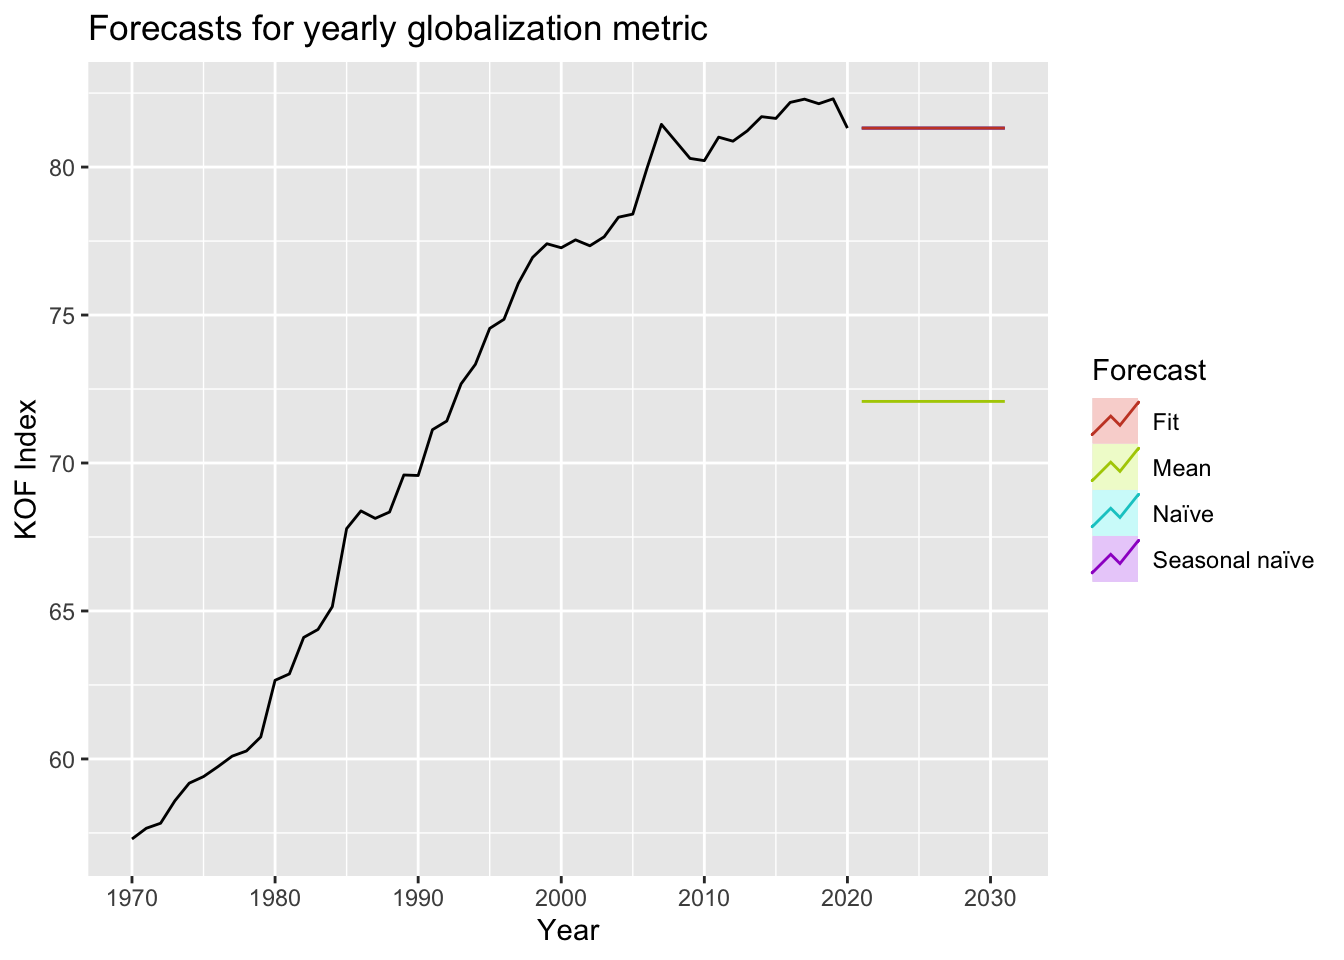 Forecasts for yearly globalization metric
KOF Index
80
75
70
65
60
1970 1980 1990 2000 2010 2020 2030
Year
Forecast
Fit
Mean
Naïve
Seasonal naïve